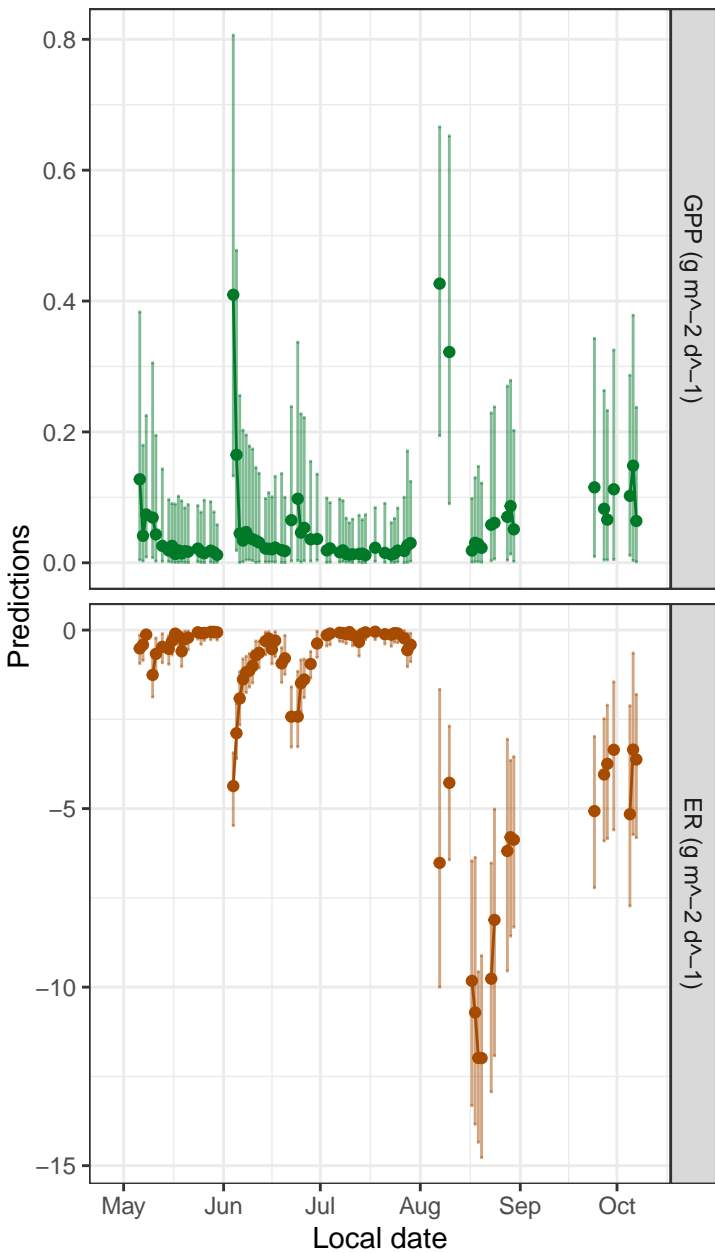 0.8
0.6
0.4
0.2
0.0
GPP (g m^−2 d^−1)
Predictions
0
−5
−10
−15
ER (g m^−2 d^−1)
May Jun Jul Aug Sep Oct
Local date